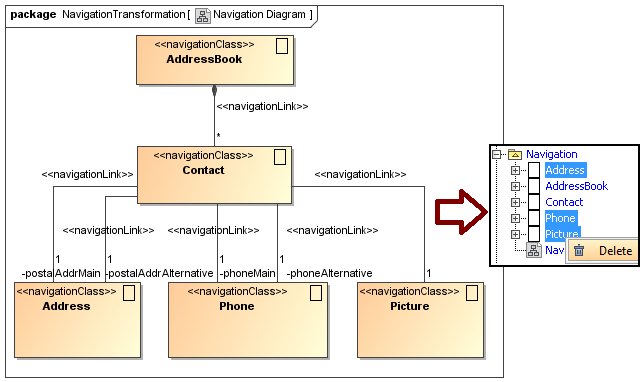 package NavigationTransformation [ Navigation Diagram ]
<<navigationClass>>
AddressBook
<<navigationLink>>
*
<<navigationClass>>
Contact
<<navigationLink>> <<navigationLink>>
<<navigationLink>> <<navigationLink>> <<navigationLink>>
1 1 1 1 1
-postalAddrMain -postalAddrAlternative -phoneMain -phoneAlternative
<<navigationClass>> <<navigationClass>> <<navigationClass>>
Address Phone Picture
Navigation
Address
AddressBook
Contact
Phone
Picture
Nav
Delete